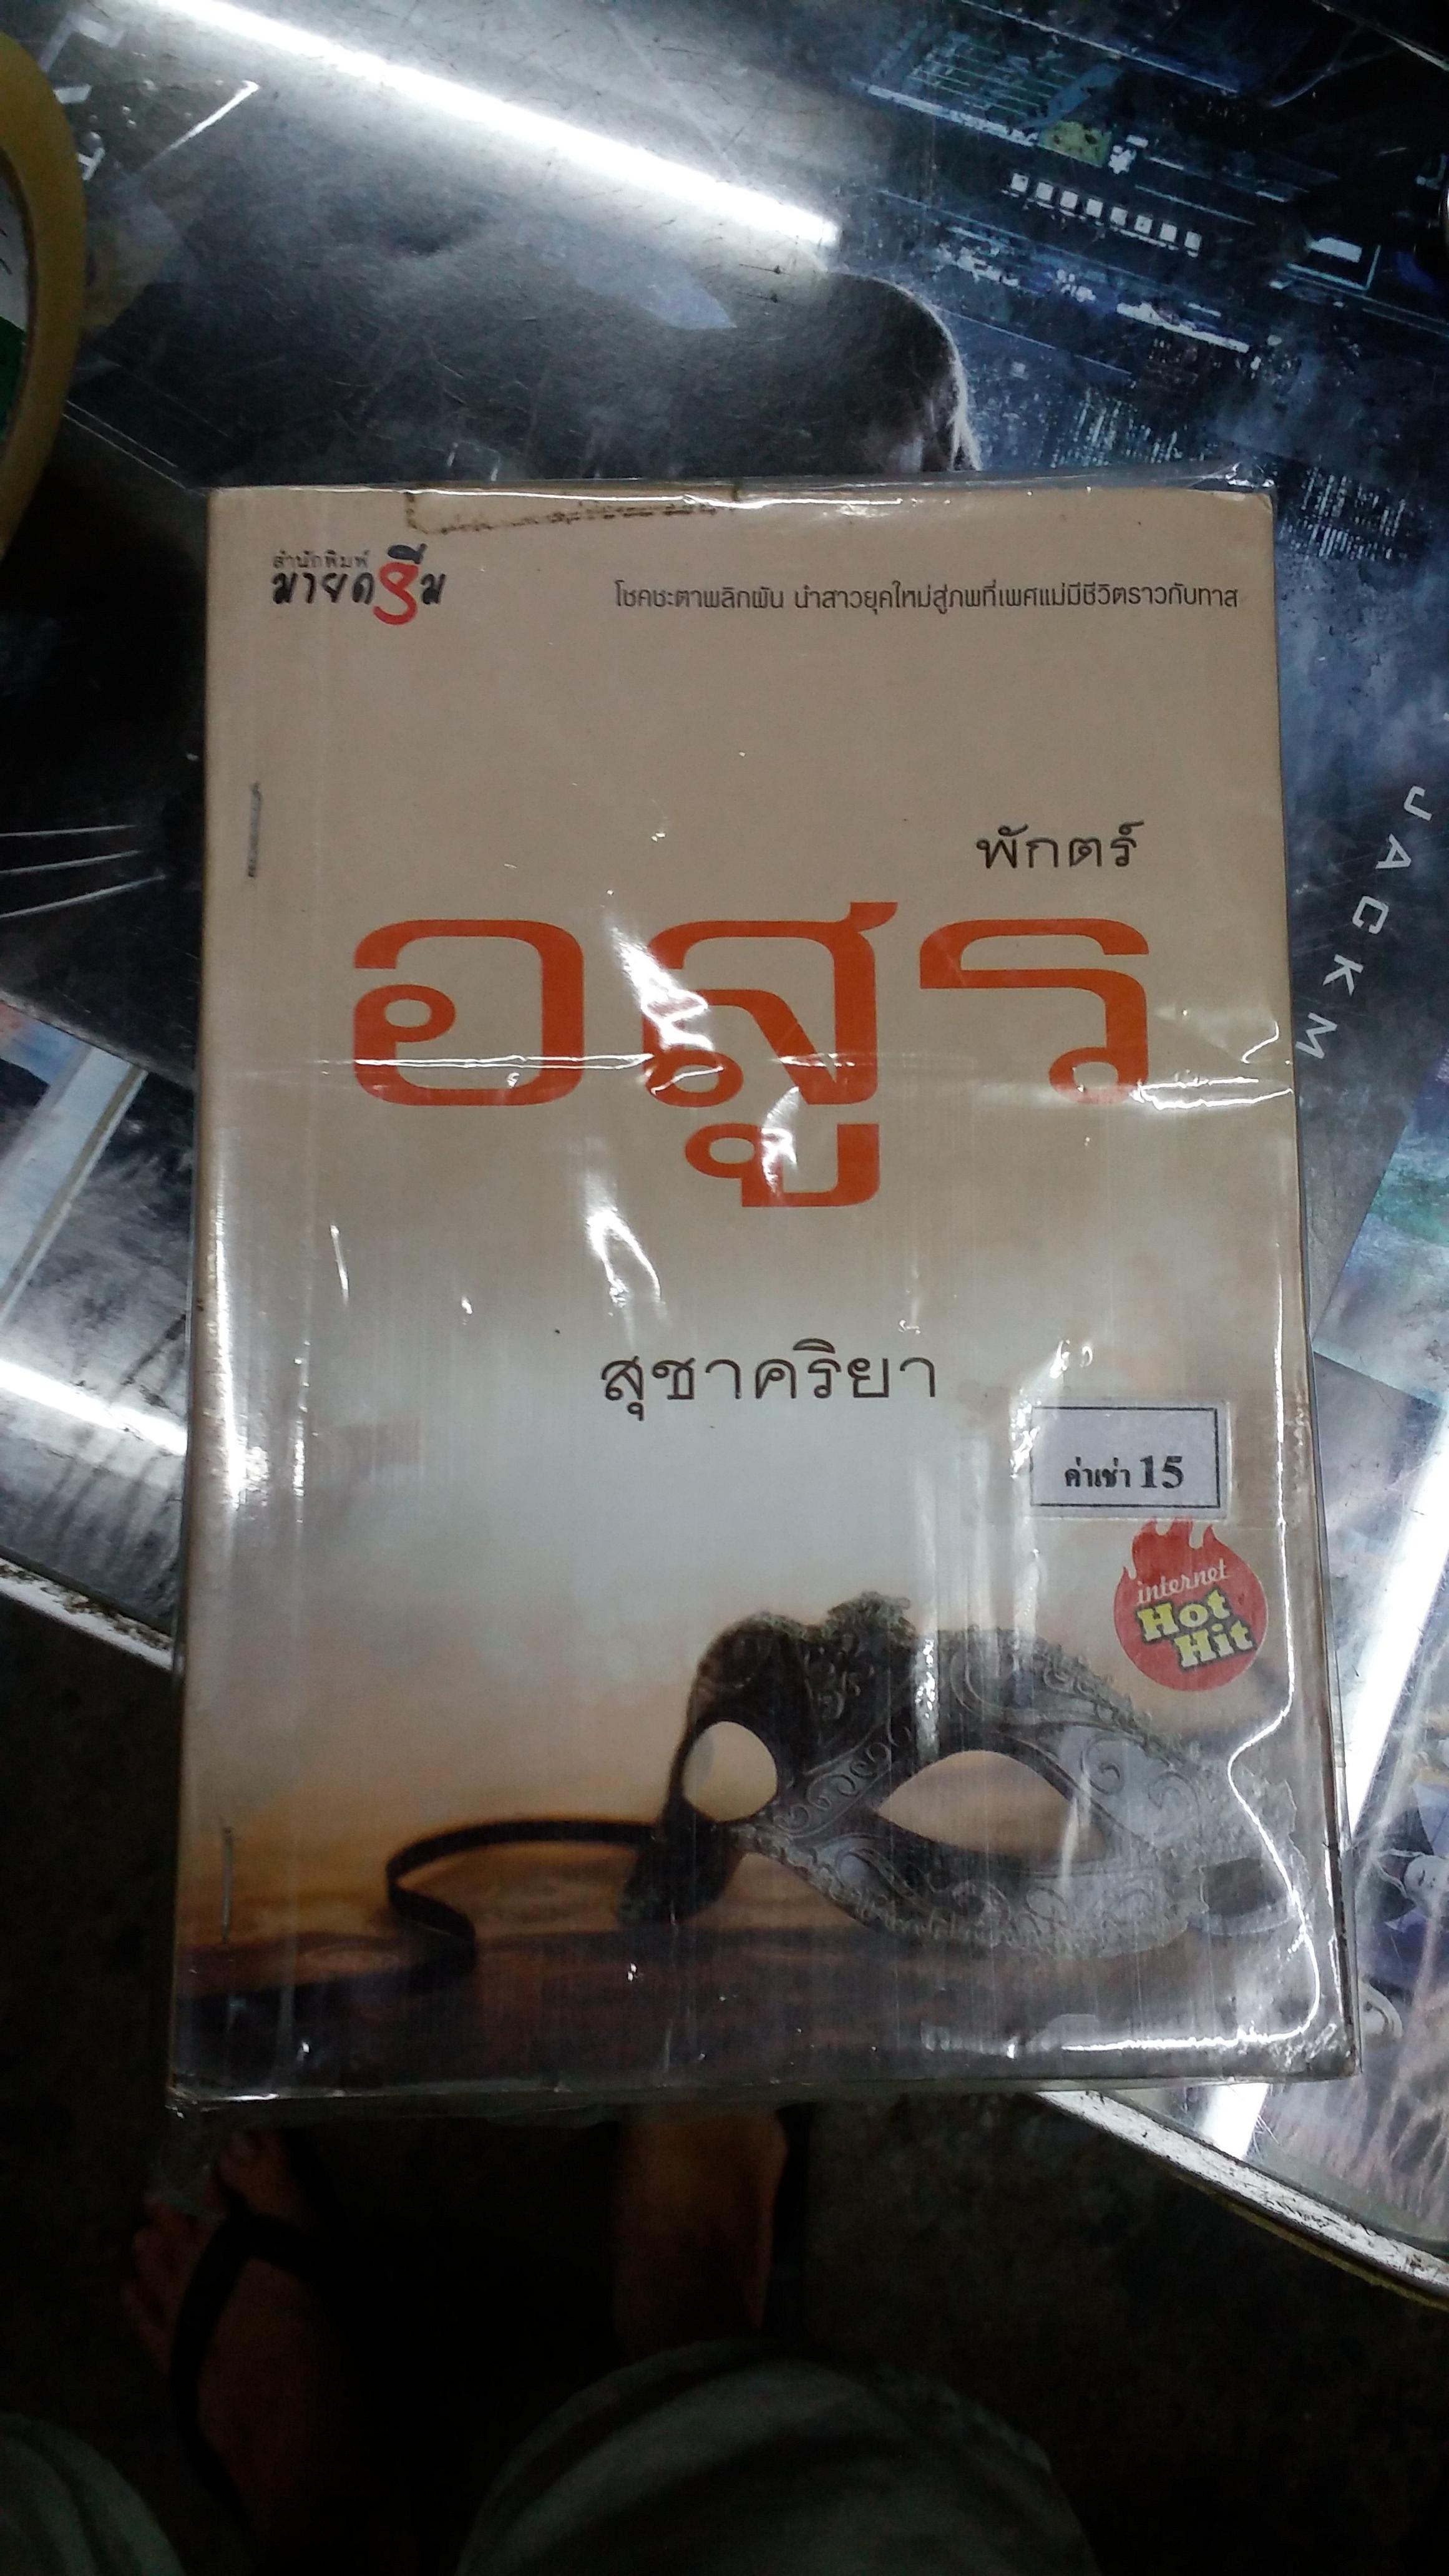 สำนักพิมพ์
มายดรีม
โชคชะตาพลิกผัน นำสาวยุคใหม่สู่ภพที่เพศแม่มีชีวิตราวกับทาส
พักตร์
อสูร
สุชาคริยา
ค่าเช่า 15
internet
Hot
Hit
JACKM